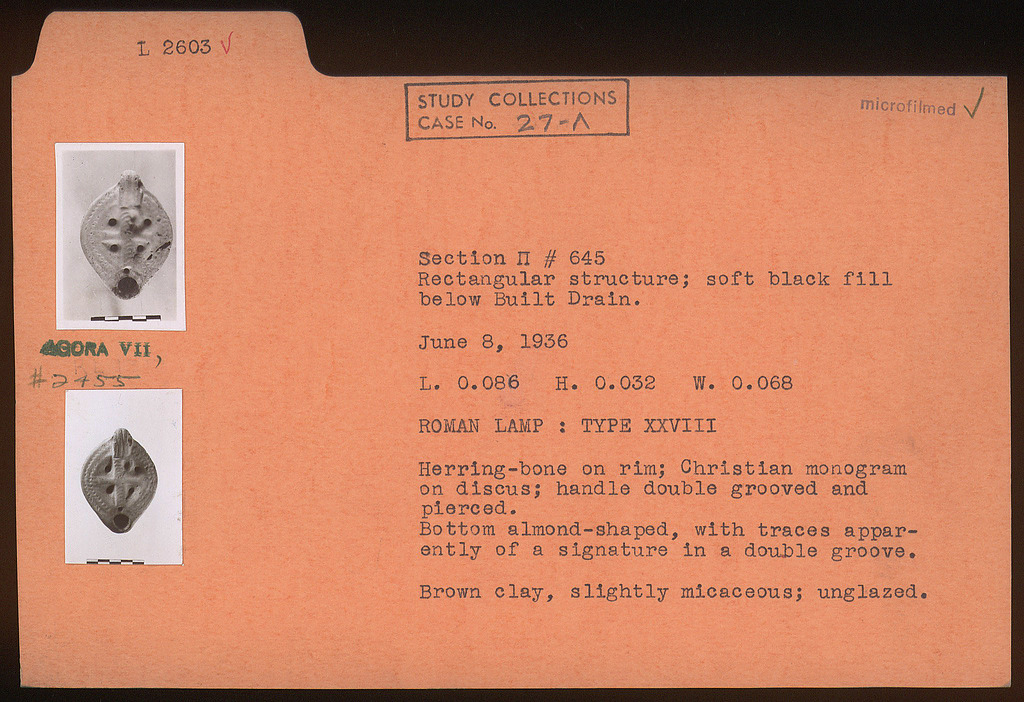 L 2603 ✓
STUDY COLLECTIONS
CASE No. 27-A
microfilmed ✓
AGORA VII,
#2455
Section Π # 645
Rectangular structure; soft black fill
below Built Drain.
June 8, 1936
L. 0.086 H. 0.032 W. 0.068
ROMAN LAMP : TYPE XXVIII
Herring-bone on rim; Christian monogram
on discus; handle double grooved and
pierced.
Bottom almond-shaped, with traces appar-
ently of a signature in a double groove.
Brown clay, slightly micaceous; unglazed.